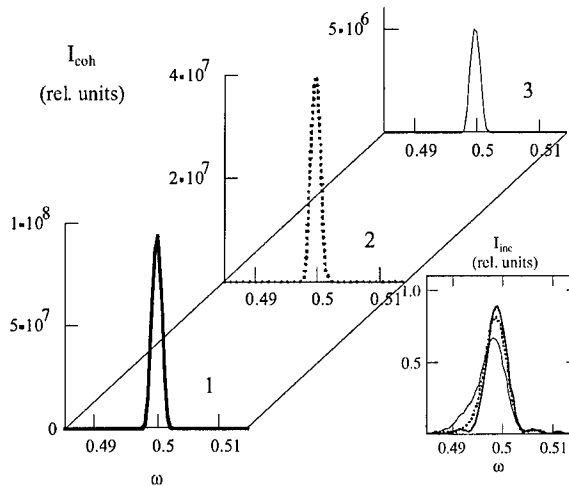 I_coh
(rel. units)
5▪10^6
3
0.49 0.5 0.51
4▪10^7
2▪10^7
2
0.49 0.5 0.51
1▪10^8
5▪10^7
0
1
0.49 0.5 0.51
ω
I_inc
(rel. units)
1.0
0.5
0.49 0.5 0.51
ω